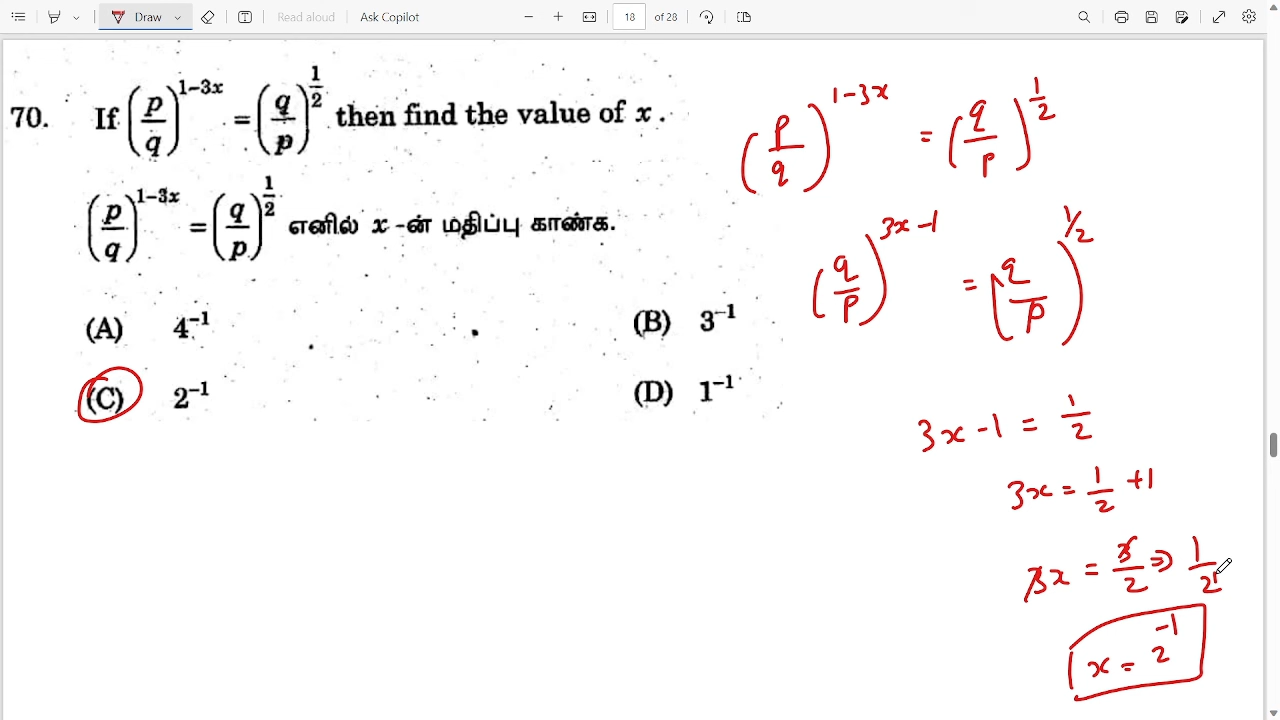 Draw Read aloud Ask Copilot 18 of 28
70. If (p/q)^(1-3x) = (q/p)^(1/2) then find the value of x.
(p/q)^(1-3x) = (q/p)^(1/2) எனில் x -ன் மதிப்பு காண்க.
(A) 4^-1
(B) 3^-1
(C) 2^-1
(D) 1^-1
(p/q)^(1-3x) = (q/p)^(1/2)
(q/p)^(3x-1) = (q/p)^(1/2)
3x - 1 = 1/2
3x = 1/2 + 1
3x = 3/2 ⇒ 1/2
x = 2^-1